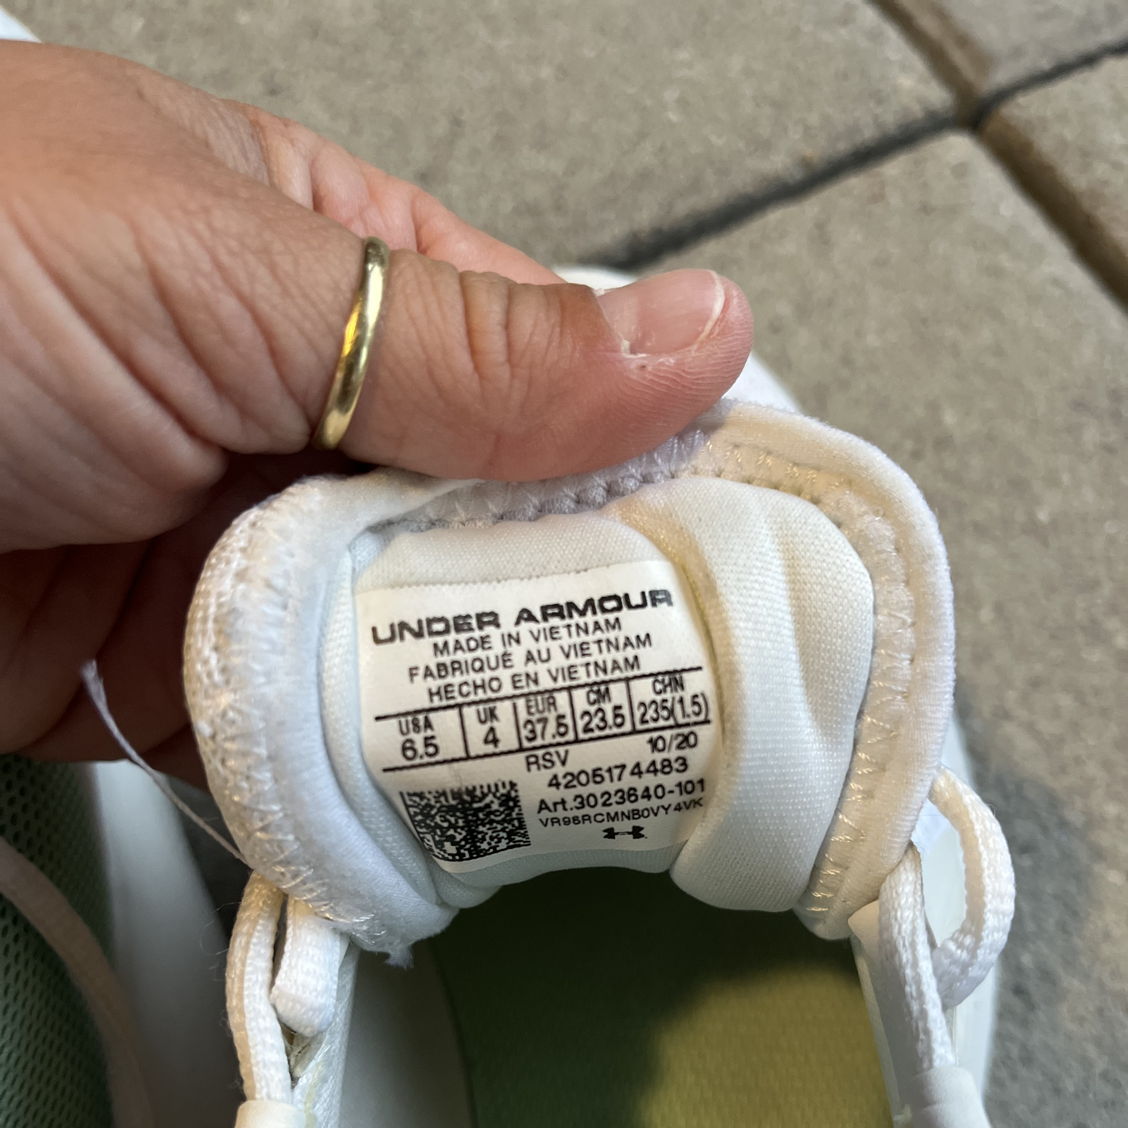 UNDER ARMOUR
MADE IN VIETNAM
FABRIQUÉ AU VIETNAM
HECHO EN VIETNAM
USA UK EUR CM CHN
6.5 4 37.5 23.5 235(1.5)
RSV 10/20
4205174483
Art.3023640-101
VR96RCMNB0VY4VK